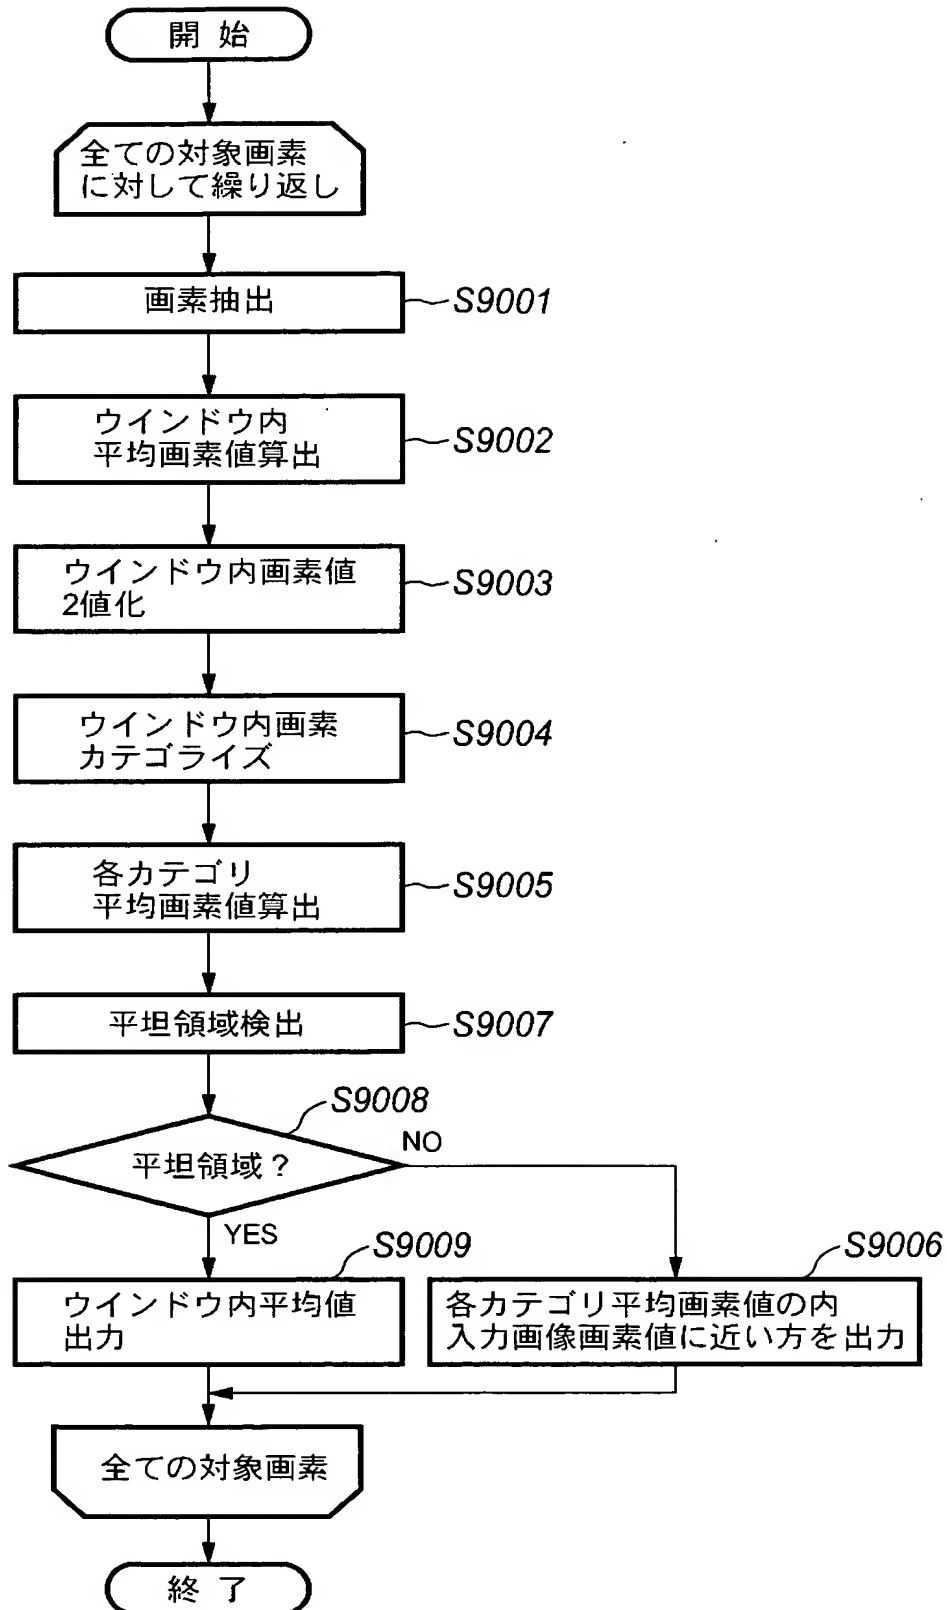 開 始
全ての対象画素
に対して繰り返し
画素抽出
S9001
ウインドウ内
平均画素値算出
S9002
ウインドウ内画素値
2値化
S9003
ウインドウ内画素
カテゴライズ
S9004
各カテゴリ
平均画素値算出
S9005
平坦領域検出
S9007
S9008
平坦領域？
NO
YES
S9009
ウインドウ内平均値
出力
S9006
各カテゴリ平均画素値の内
入力画像画素値に近い方を出力
全ての対象画素
終 了